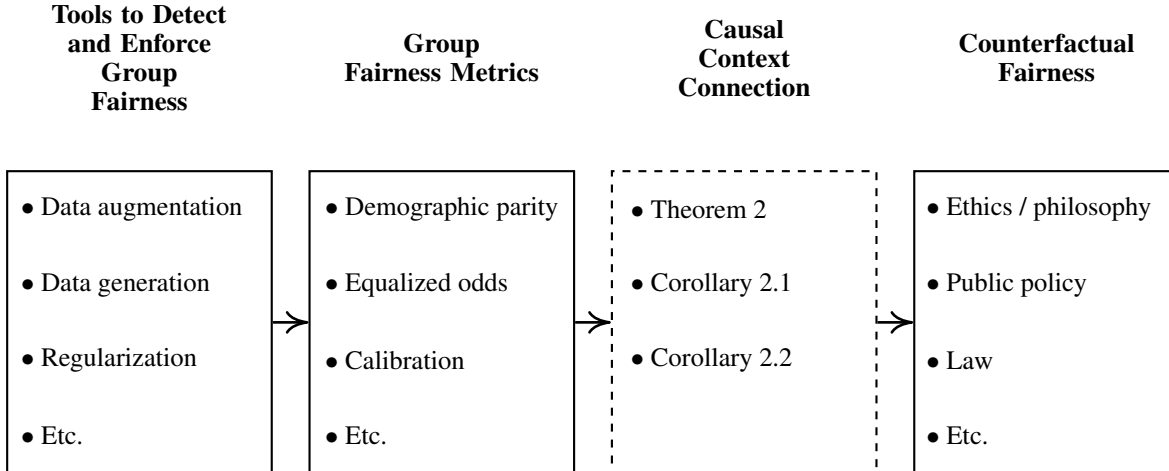 Tools to Detect
and Enforce
Group
Fairness
Group
Fairness Metrics
Causal
Context
Connection
Counterfactual
Fairness
• Data augmentation
• Data generation
• Regularization
• Etc.
• Demographic parity
• Equalized odds
• Calibration
• Etc.
• Theorem 2
• Corollary 2.1
• Corollary 2.2
• Ethics / philosophy
• Public policy
• Law
• Etc.